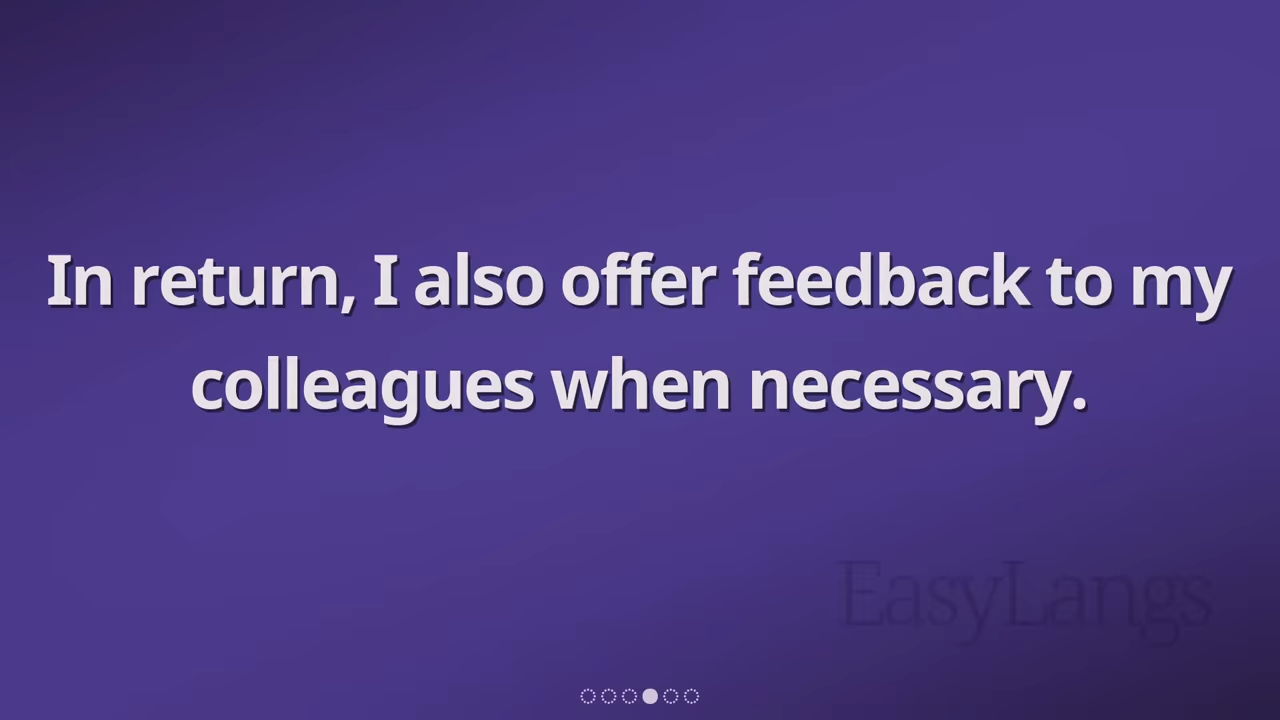 In return, I also offer feedback to my
colleagues when necessary.
EasyLangs